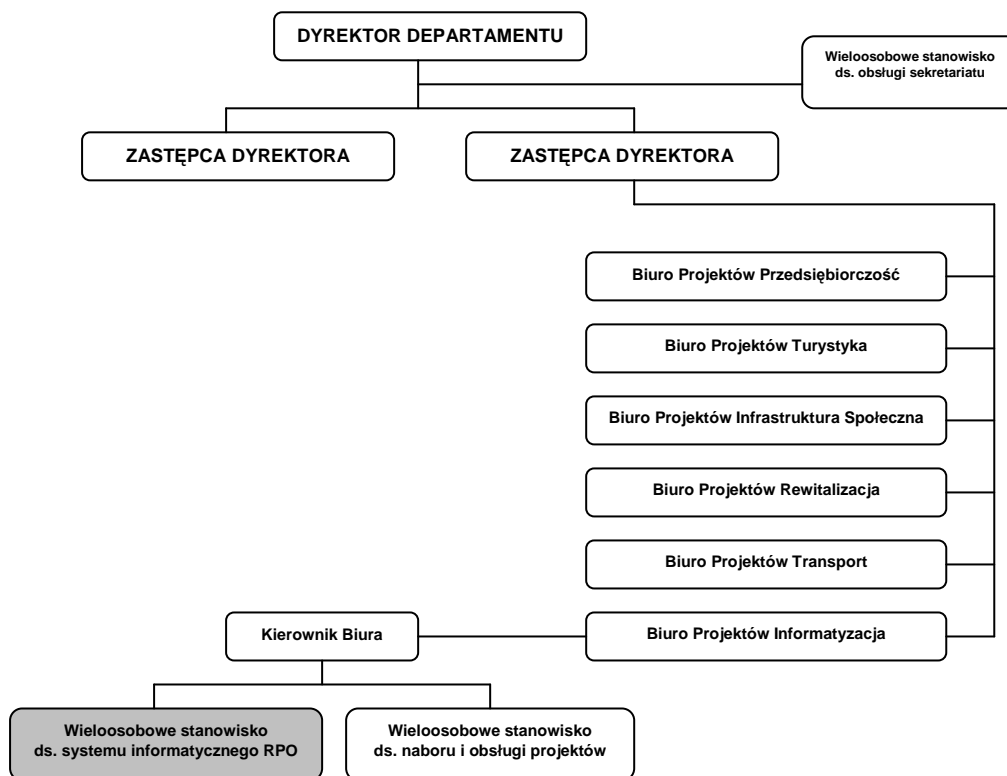 DYREKTOR DEPARTAMENTU
Wieloosobowe stanowisko
ds. obsługi sekretariatu
ZASTĘPCA DYREKTORA
ZASTĘPCA DYREKTORA
Biuro Projektów Przedsiębiorczość
Biuro Projektów Turystyka
Biuro Projektów Infrastruktura Społeczna
Biuro Projektów Rewitalizacja
Biuro Projektów Transport
Kierownik Biura
Biuro Projektów Informatyzacja
Wieloosobowe stanowisko
ds. systemu informatycznego RPO
Wieloosobowe stanowisko
ds. naboru i obsługi projektów